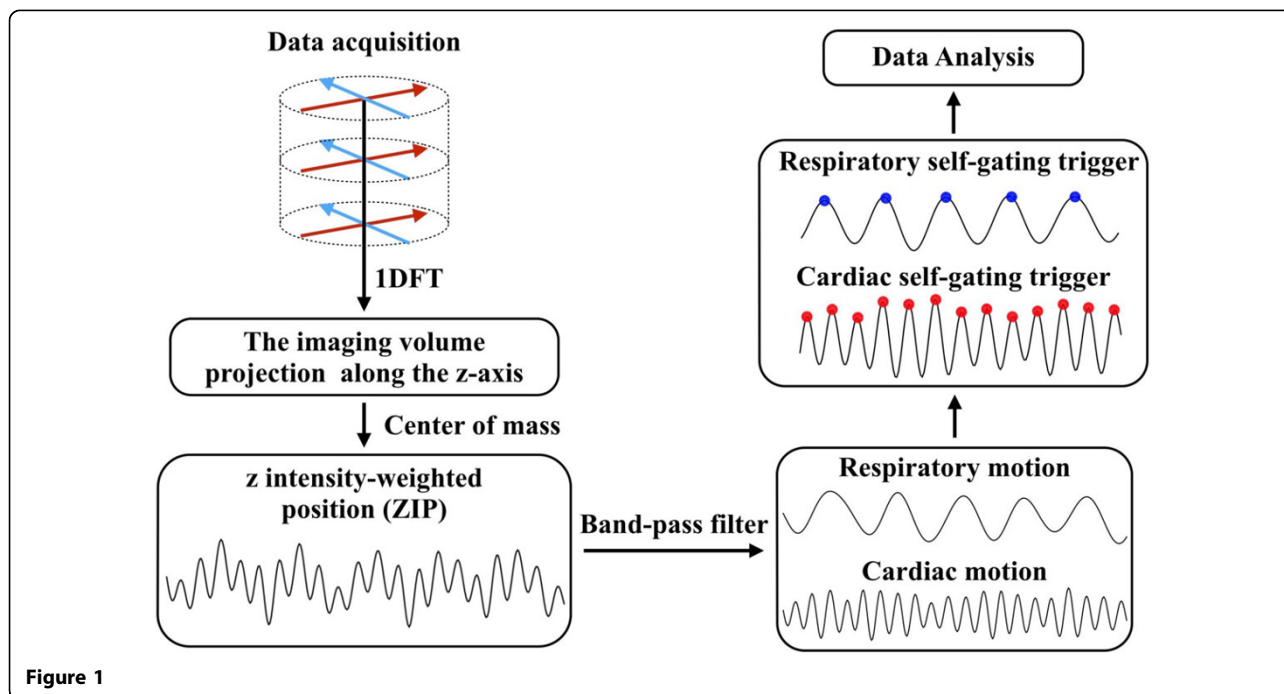 Data acquisition
1DFT
The imaging volume
projection along the z-axis
Center of mass
z intensity-weighted
position (ZIP)
Band-pass filter
Respiratory motion
Cardiac motion
Respiratory self-gating trigger
Cardiac self-gating trigger
Data Analysis
Figure 1